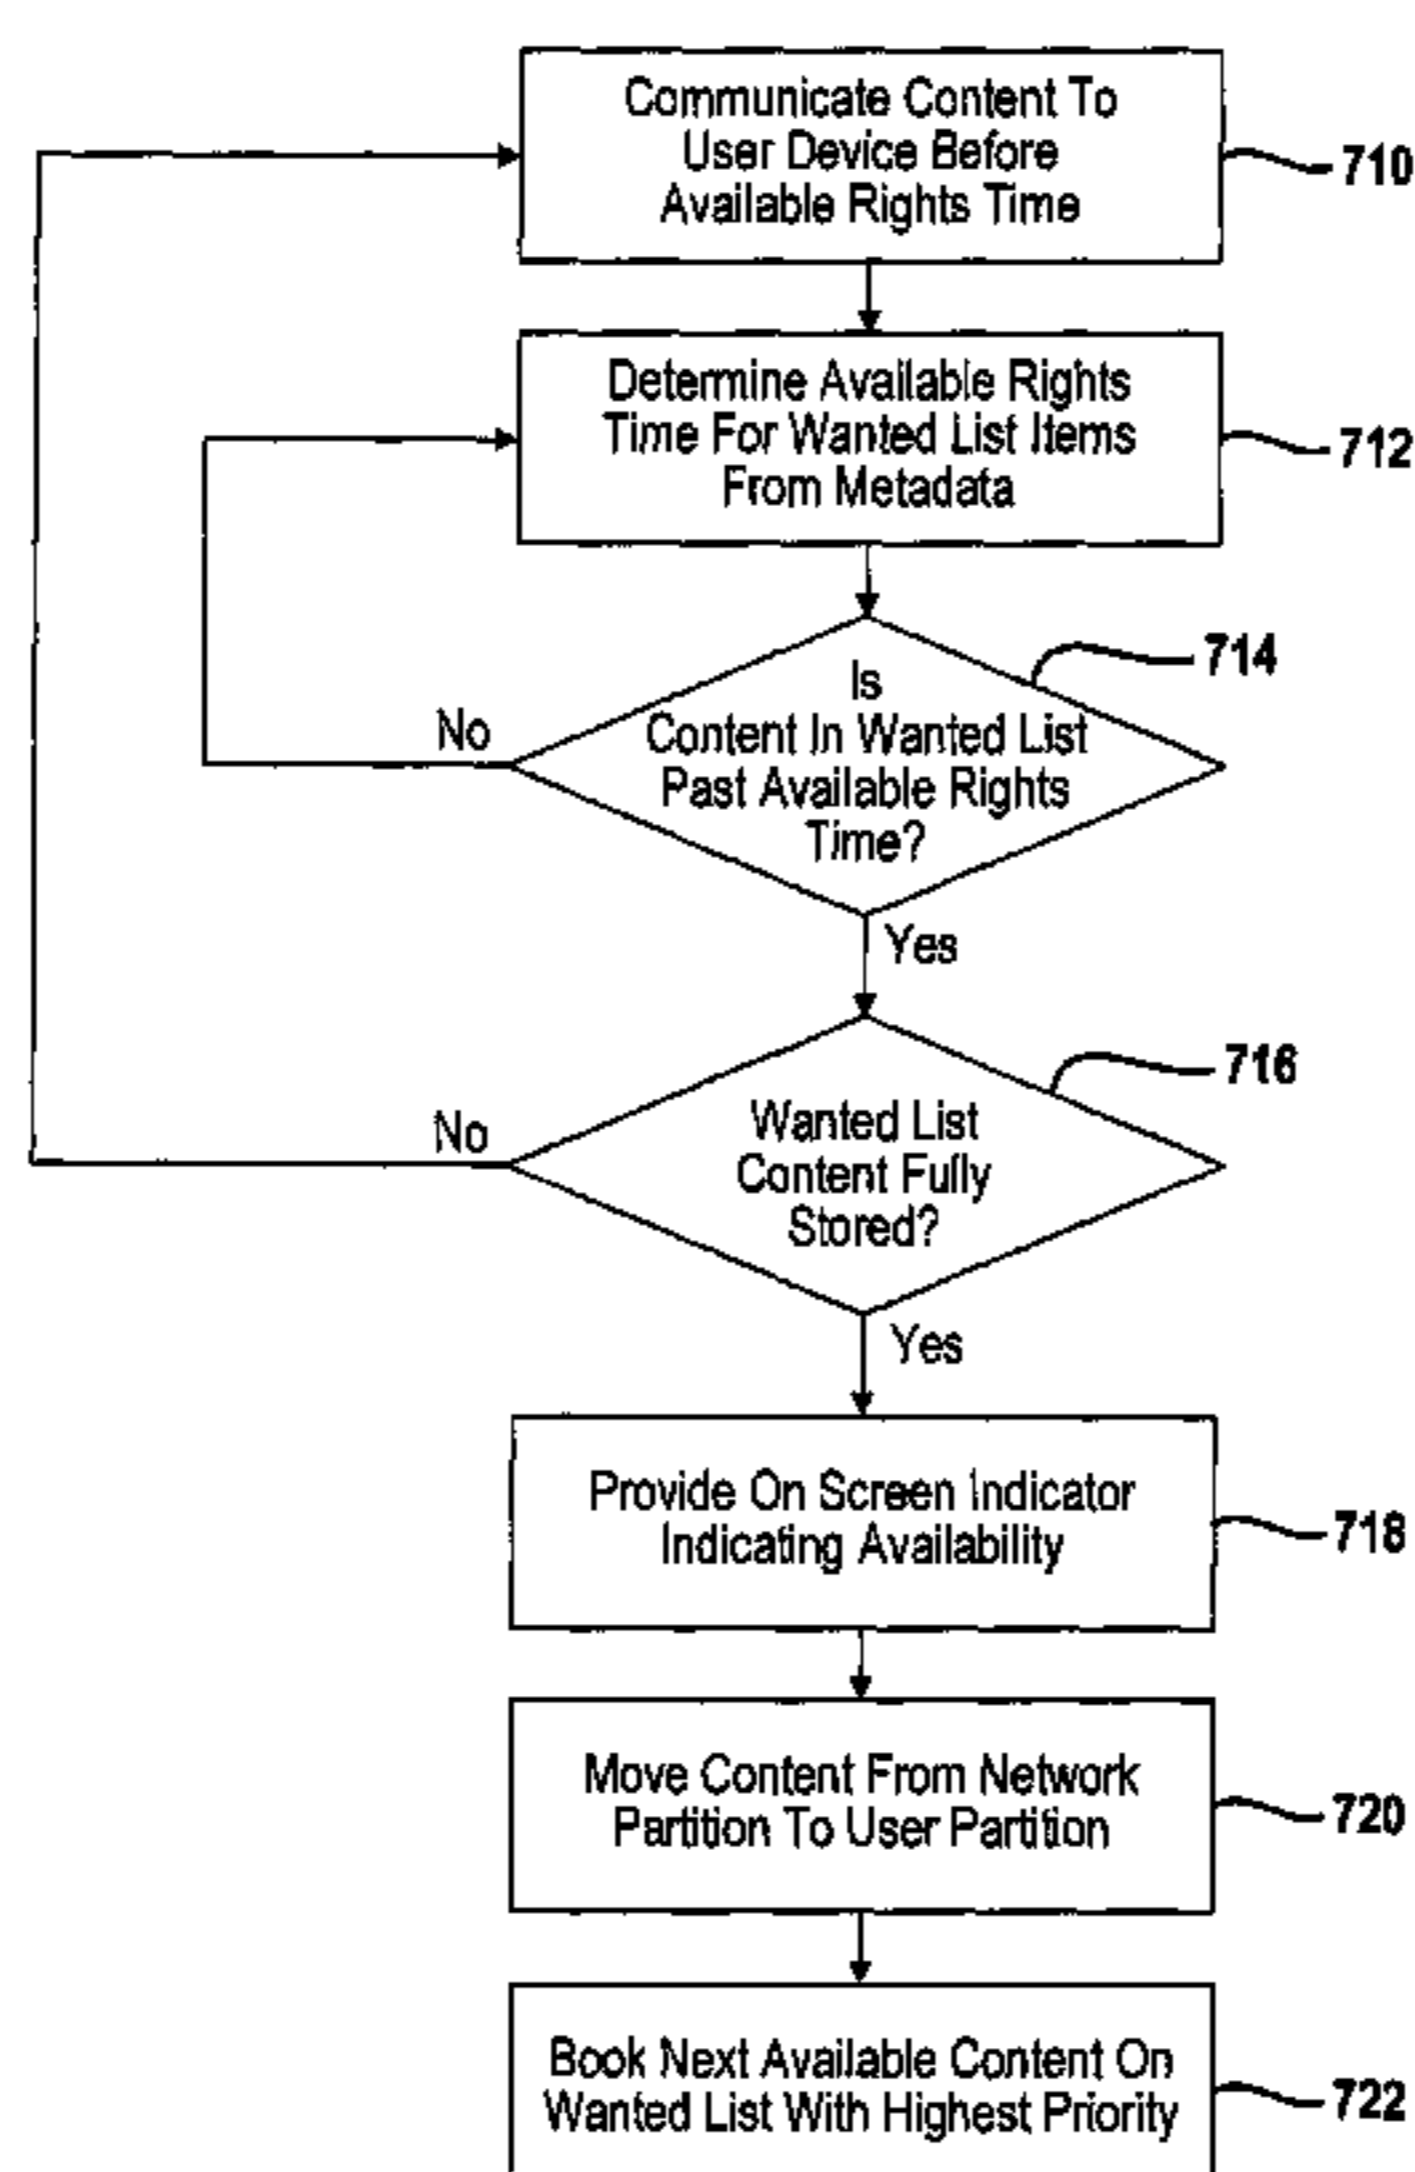 Communicate Content To
User Device Before
Available Rights Time
710
Determine Available Rights
Time For Wanted List Items
From Metadata
712
714
Is
Content In Wanted List
Past Available Rights
Time?
No
Yes
716
Wanted List
Content Fully
Stored?
No
Yes
Provide On Screen Indicator
Indicating Availability
718
Move Content From Network
Partition To User Partition
720
Book Next Available Content On
Wanted List With Highest Priority
722